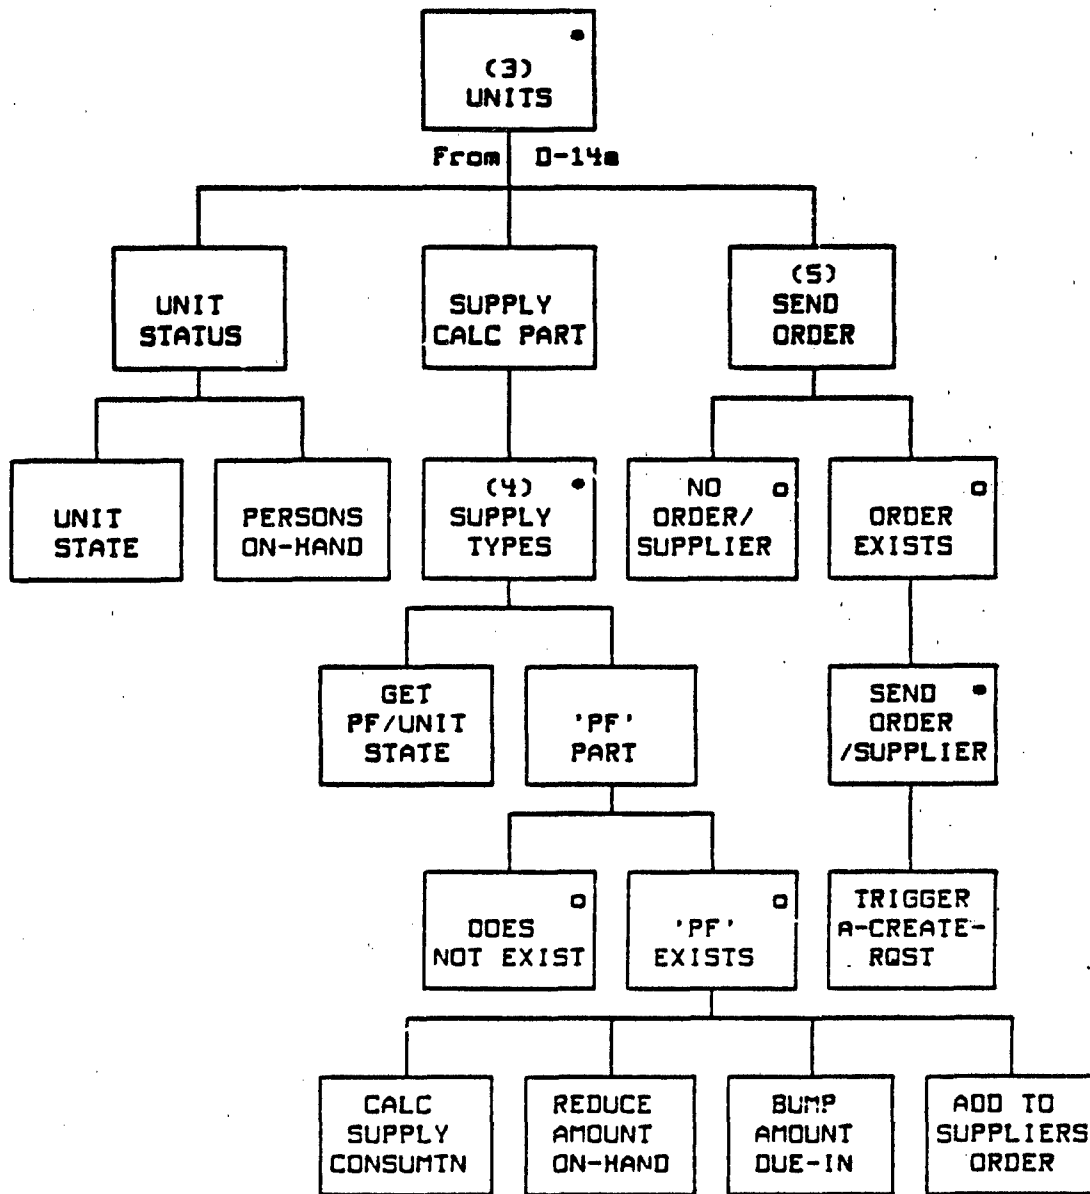 (3)
UNITS
From D-14a
UNIT
STATUS
SUPPLY
CALC PART
(5)
SEND
ORDER
UNIT
STATE
PERSONS
ON-HAND
(4)
SUPPLY
TYPES
NO
ORDER/
SUPPLIER
ORDER
EXISTS
GET
PF/UNIT
STATE
'PF'
PART
SEND
ORDER
/SUPPLIER
DOES
NOT EXIST
'PF'
EXISTS
TRIGGER
A-CREATE-
RQST
CALC
SUPPLY
CONSUMTN
REDUCE
AMOUNT
ON-HAND
BUMP
AMOUNT
DUE-IN
ADD TO
SUPPLIERS
ORDER